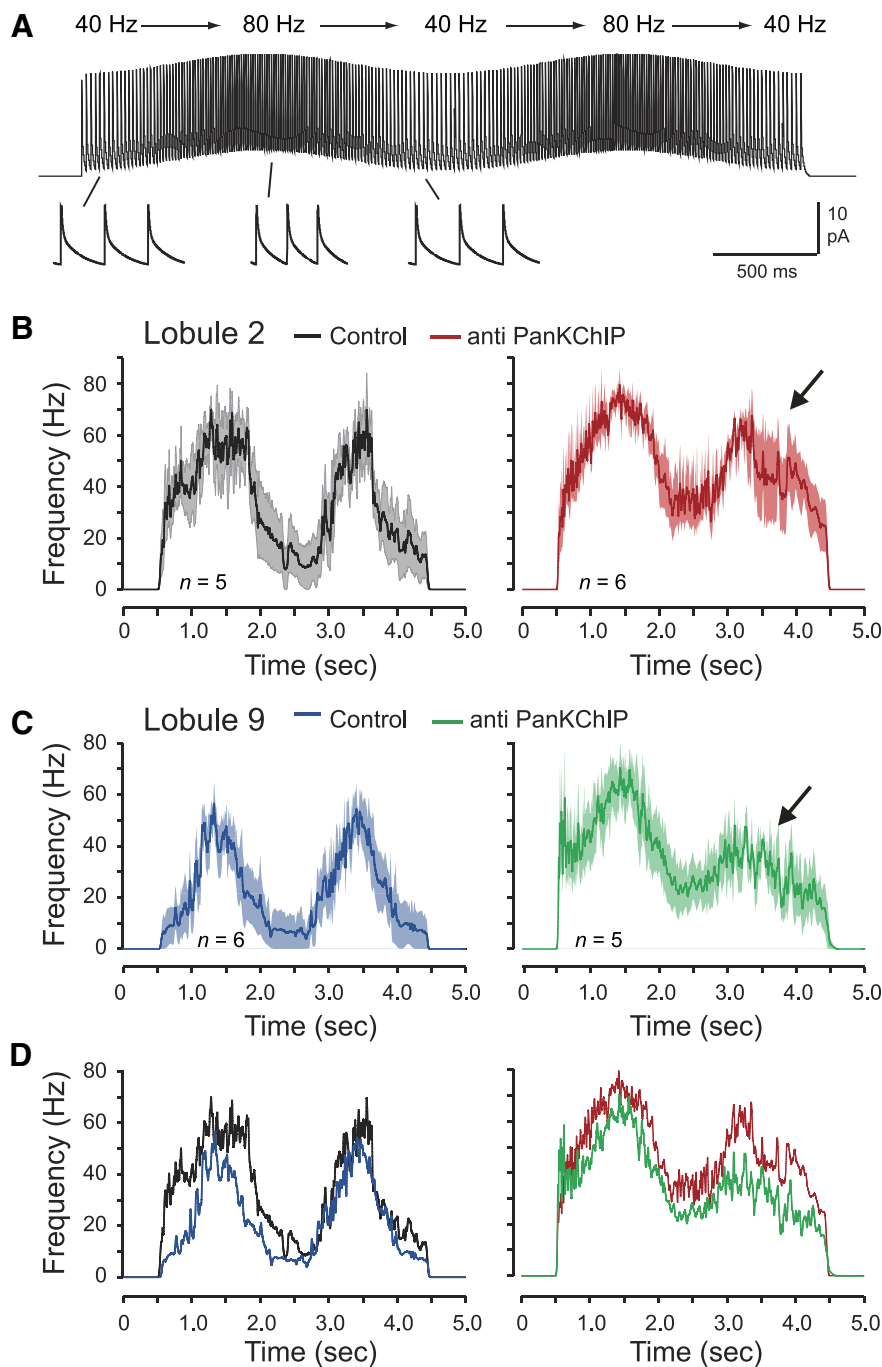 A
40 Hz 80 Hz 40 Hz 80 Hz 40 Hz
10
pA
500 ms
B
Lobule 2 Control anti PanKChIP
Frequency (Hz)
80
60
40
20
0
n = 5
n = 6
0 1.0 2.0 3.0 4.0 5.0
Time (sec)
0 1.0 2.0 3.0 4.0 5.0
Time (sec)
C
Lobule 9 Control anti PanKChIP
Frequency (Hz)
80
60
40
20
0
n = 6
n = 5
0 1.0 2.0 3.0 4.0 5.0
Time (sec)
0 1.0 2.0 3.0 4.0 5.0
Time (sec)
D
Frequency (Hz)
80
60
40
20
0
0 1.0 2.0 3.0 4.0 5.0
Time (sec)
0 1.0 2.0 3.0 4.0 5.0
Time (sec)